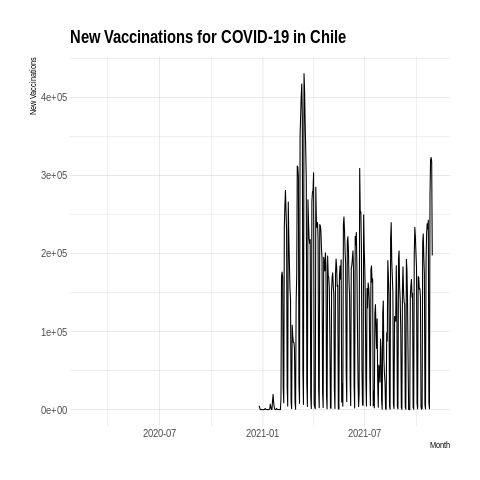 New Vaccinations for COVID-19 in Chile
New Vaccinations
4e+05
3e+05
2e+05
1e+05
0e+00
2020-07
2021-01
2021-07
Month